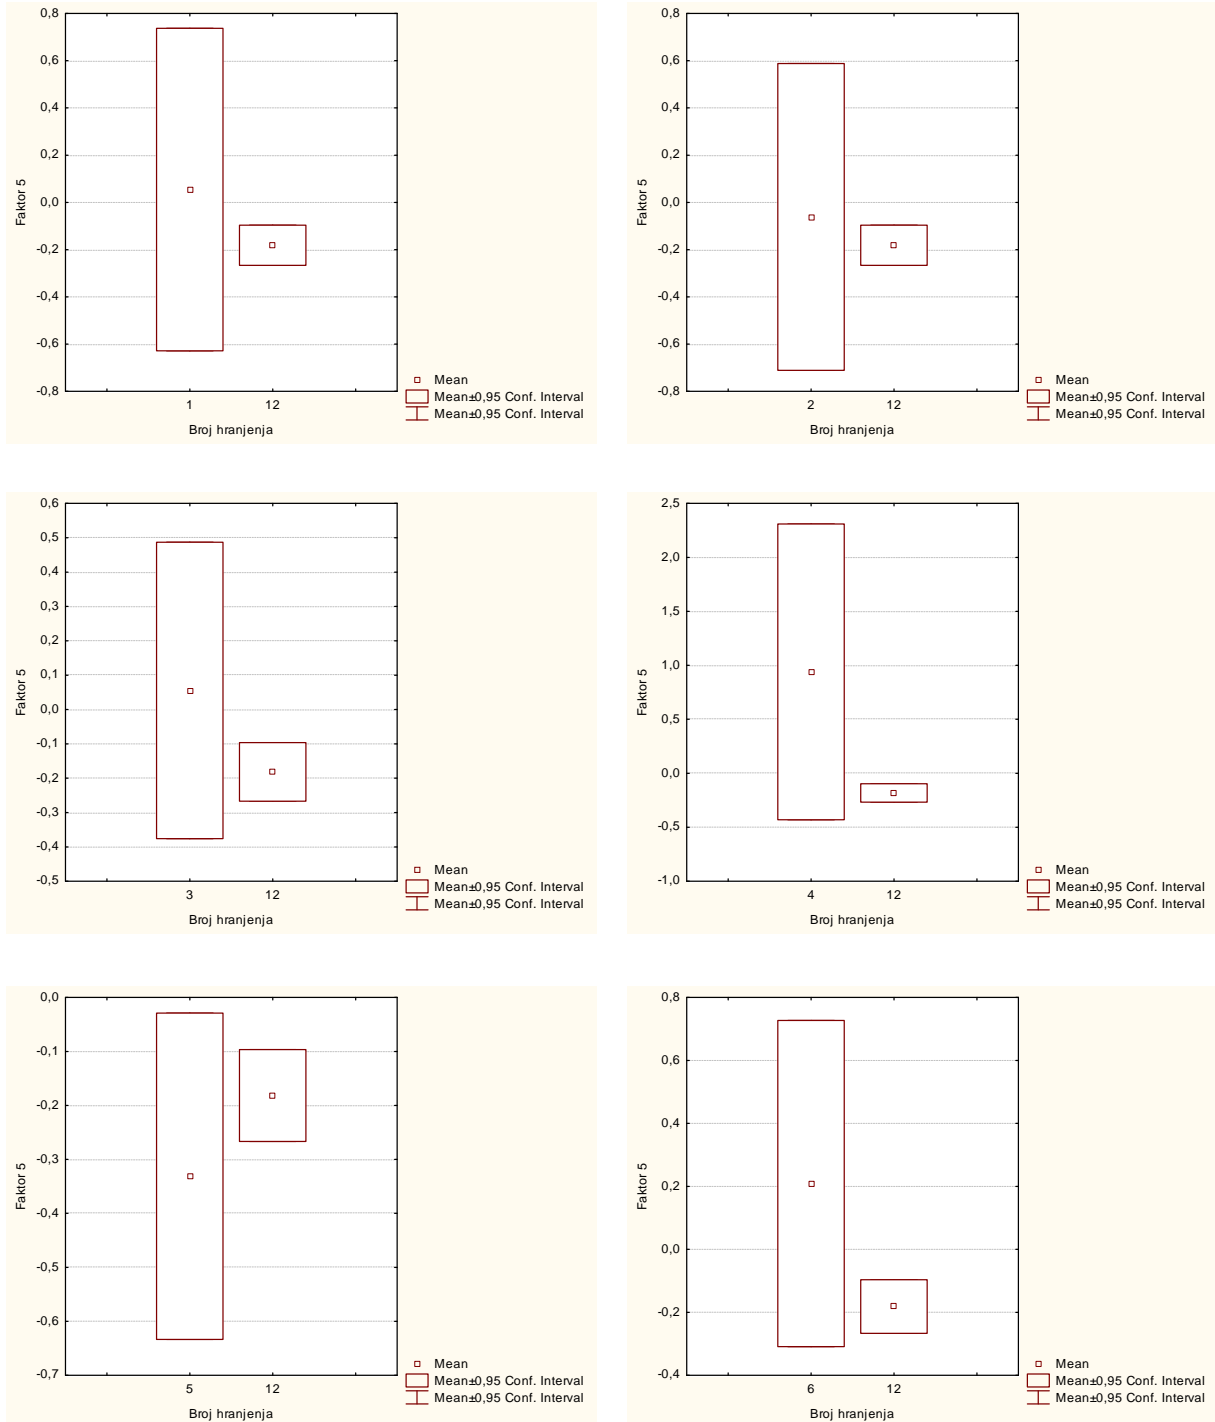 0,8
0,6
0,4
0,2
0,0
-0,2
-0,4
-0,6
-0,8
Faktor 5
1 12
Broj hranjenja
Mean
Mean±0,95 Conf. Interval
Mean±0,95 Conf. Interval
0,8
0,6
0,4
0,2
0,0
-0,2
-0,4
-0,6
-0,8
Faktor 5
2 12
Broj hranjenja
Mean
Mean±0,95 Conf. Interval
Mean±0,95 Conf. Interval
0,6
0,5
0,4
0,3
0,2
0,1
0,0
-0,1
-0,2
-0,3
-0,4
-0,5
Faktor 5
3 12
Broj hranjenja
Mean
Mean±0,95 Conf. Interval
Mean±0,95 Conf. Interval
2,5
2,0
1,5
1,0
0,5
0,0
-0,5
-1,0
Faktor 5
4 12
Broj hranjenja
Mean
Mean±0,95 Conf. Interval
Mean±0,95 Conf. Interval
0,0
-0,1
-0,2
-0,3
-0,4
-0,5
-0,6
-0,7
Faktor 5
5 12
Broj hranjenja
Mean
Mean±0,95 Conf. Interval
Mean±0,95 Conf. Interval
0,8
0,6
0,4
0,2
0,0
-0,2
-0,4
Faktor 5
6 12
Broj hranjenja
Mean
Mean±0,95 Conf. Interval
Mean±0,95 Conf. Interval